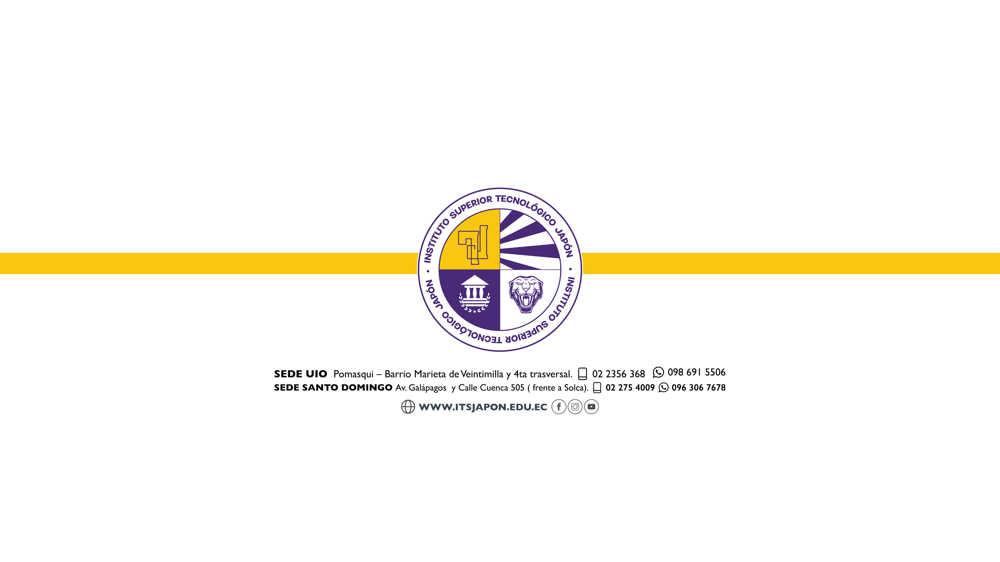 INSTITUTO SUPERIOR TECNOLÓGICO JAPÓN •
INSTITUTO SUPERIOR TECNOLÓGICO JAPÓN •
SEDE UIO Pomasqui – Barrio Marieta de Veintimilla y 4ta trasversal. 02 2356 368 098 691 5506
SEDE SANTO DOMINGO Av. Galápagos y Calle Cuenca 505 ( frente a Solca). 02 275 4009 096 306 7678
WWW.ITSJAPON.EDU.EC